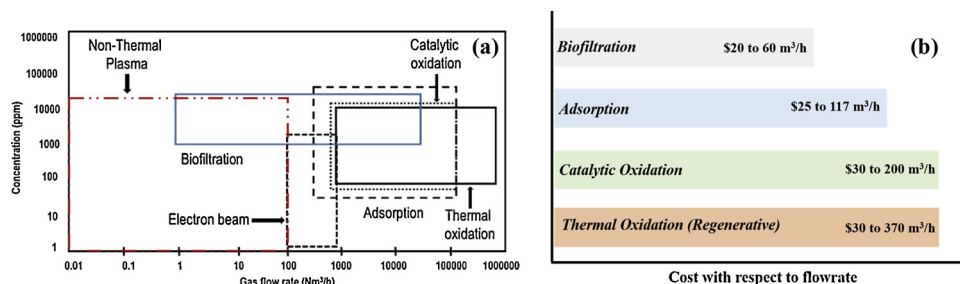 (a)
Non-Thermal
Plasma
Catalytic
oxidation
Biofiltration
Electron beam
Adsorption
Thermal
oxidation
Concentration (ppm)
1000000
100000
10000
1000
100
10
1
0.01 0.1 1 10 100 1000 10000 100000 1000000
Gas flow rate (Nm³/h)
(b)
Biofiltration $20 to 60 m³/h
Adsorption $25 to 117 m³/h
Catalytic Oxidation $30 to 200 m³/h
Thermal Oxidation (Regenerative) $30 to 370 m³/h
Cost with respect to flowrate